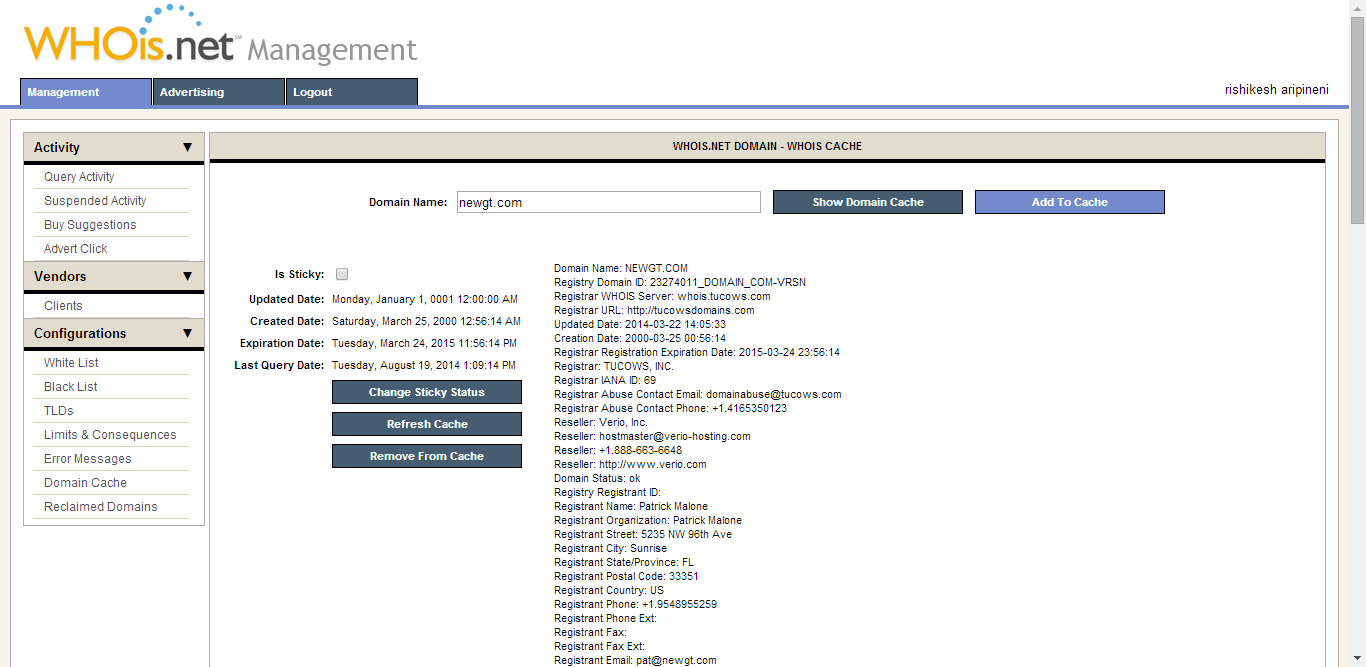 WHOis.net℠ Management
Management
Advertising
Logout
rishikesh aripineni
Activity ▼
Query Activity
Suspended Activity
Buy Suggestions
Advert Click
Vendors ▼
Clients
Configurations ▼
White List
Black List
TLDs
Limits & Consequences
Error Messages
Domain Cache
Reclaimed Domains
WHOIS.NET DOMAIN - WHOIS CACHE
Domain Name: newgt.com Show Domain Cache Add To Cache
Is Sticky:
Updated Date: Monday, January 1, 0001 12:00:00 AM
Created Date: Saturday, March 25, 2000 12:56:14 AM
Expiration Date: Tuesday, March 24, 2015 11:56:14 PM
Last Query Date: Tuesday, August 19, 2014 1:09:14 PM
Change Sticky Status
Refresh Cache
Remove From Cache
Domain Name: NEWGT.COM
Registry Domain ID: 23274011_DOMAIN_COM-VRSN
Registrar WHOIS Server: whois.tucows.com
Registrar URL: http://tucowsdomains.com
Updated Date: 2014-03-22 14:05:33
Creation Date: 2000-03-25 00:56:14
Registrar Registration Expiration Date: 2015-03-24 23:56:14
Registrar: TUCOWS, INC.
Registrar IANA ID: 69
Registrar Abuse Contact Email: domainabuse@tucows.com
Registrar Abuse Contact Phone: +1.4165350123
Reseller: Verio, Inc.
Reseller: hostmaster@verio-hosting.com
Reseller: +1.888-663-6648
Reseller: http://www.verio.com
Domain Status: ok
Registry Registrant ID:
Registrant Name: Patrick Malone
Registrant Organization: Patrick Malone
Registrant Street: 5235 NW 96th Ave
Registrant City: Sunrise
Registrant State/Province: FL
Registrant Postal Code: 33351
Registrant Country: US
Registrant Phone: +1.9548955259
Registrant Phone Ext:
Registrant Fax:
Registrant Fax Ext:
Registrant Email: pat@newgt.com